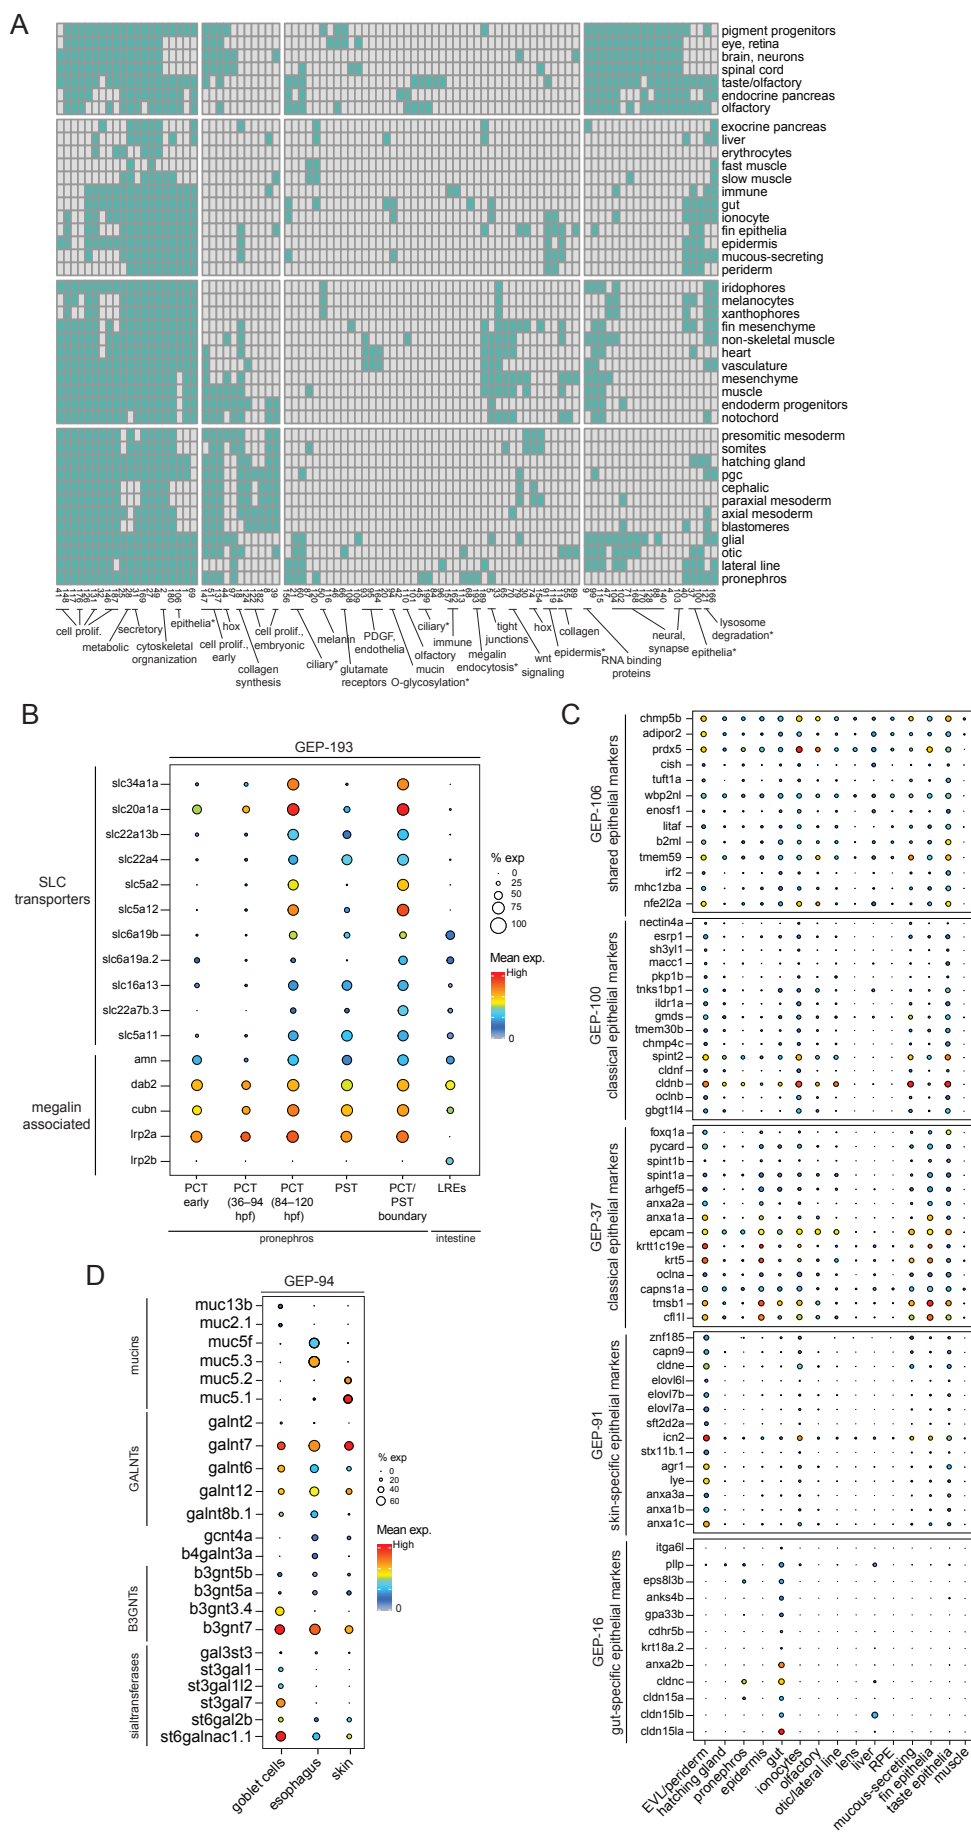 A
pigment progenitors
eye, retina
brain, neurons
spinal cord
taste/olfactory
endocrine pancreas
olfactory
exocrine pancreas
liver
erythrocytes
fast muscle
slow muscle
immune
gut
ionocyte
fin epithelia
epidermis
mucous-secreting
periderm
iridophores
melanocytes
xanthophores
fin mesenchyme
non-skeletal muscle
heart
vasculature
mesenchyme
muscle
endoderm progenitors
notochord
presomitic mesoderm
somites
hatching gland
pgc
cephalic
paraxial mesoderm
axial mesoderm
blastomeres
glial
otic
lateral line
pronephros
cell prolif.
metabolic
secretory
cytoskeletal
organization
epithelia*
cell prolif.,
early
hox
collagen
synthesis
cell prolif.,
embryonic
ciliary*
melanin
glutamate
receptors
PDGF,
endothelia
mucin
O-glycosylation*
olfactory
ciliary*
immune
megalin
endocytosis*
tight
junctions
wnt
signaling
hox
epidermis*
collagen
RNA binding
proteins
neural,
synapse
epithelia*
lysosome
degradation*
B
GEP-193
SLC
transporters
slc34a1a
slc20a1a
slc22a13b
slc22a4
slc5a2
slc5a12
slc6a19b
slc6a19a.2
slc16a13
slc22a7b.3
slc5a11
megalin
associated
amn
dab2
cubn
lrp2a
lrp2b
PCT
early
PCT
(36–94
hpf)
PCT
(84–120
hpf)
PST
PCT/
PST
boundary
LREs
pronephros
intestine
% exp
0
25
50
75
100
Mean exp.
High
0
C
GEP-106
shared epithelial markers
chmp5b
adipor2
prdx5
cish
tuft1a
wbp2nl
enosf1
litaf
b2ml
tmem59
irf2
mhc1zba
nfe2l2a
GEP-100
classical epithelial markers
nectin4a
esrp1
sh3yl1
macc1
pkp1b
tnks1bp1
ildr1a
gmds
tmem30b
chmp4c
spint2
cldnf
cldnb
oclnb
gbgt1l4
GEP-37
classical epithelial markers
foxq1a
pycard
spint1b
spint1a
arhgef5
anxa2a
anxa1a
epcam
krtt1c19e
krt5
oclna
capns1a
tmsb1
cfl1l
GEP-91
skin-specific epithelial markers
znf185
capn9
cldne
elovl6l
elovl7b
elovl7a
sft2d2a
icn2
stx11b.1
agr1
lye
anxa3a
anxa1b
anxa1c
GEP-16
gut-specific epithelial markers
itga6l
pllp
eps8l3b
anks4b
gpa33b
cdhr5b
krt18a.2
anxa2b
cldnc
cldn15a
cldn15lb
cldn15la
EVL/periderm
hatching gland
pronephros
epidermis
gut
ionocytes
olfactory
otic/lateral line
lens
liver
RPE
mucous-secreting
fin epithelia
taste epithelia
muscle
D
GEP-94
mucins
muc13b
muc2.1
muc5f
muc5.3
muc5.2
muc5.1
GALNTs
galnt2
galnt7
galnt6
galnt12
galnt8b.1
gcnt4a
b4galnt3a
B3GNTs
b3gnt5b
b3gnt5a
b3gnt3.4
b3gnt7
sialtransferases
gal3st3
st3gal1
st3gal1l2
st3gal7
st6gal2b
st6galnac1.1
goblet cells
esophagus
skin
% exp
0
20
40
60
Mean exp.
High
0